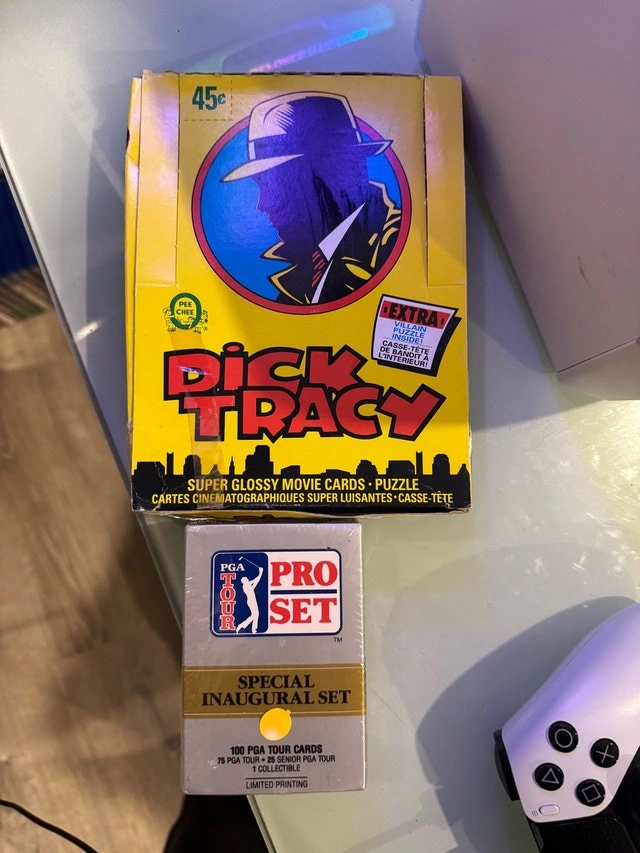 45¢
PEE
CHEE
EXTRA
VILLAIN
PUZZLE
INSIDE!
CASSE-TÊTE
DE BANDIT À
L'INTÉRIEUR!
DiCK
TRACY
SUPER GLOSSY MOVIE CARDS • PUZZLE
CARTES CINÉMATOGRAPHIQUES SUPER LUISANTES • CASSE-TÊTE
PGA
TOUR
PRO
SET
TM
SPECIAL
INAUGURAL SET
100 PGA TOUR CARDS
75 PGA TOUR • 25 SENIOR PGA TOUR
1 COLLECTIBLE
LIMITED PRINTING